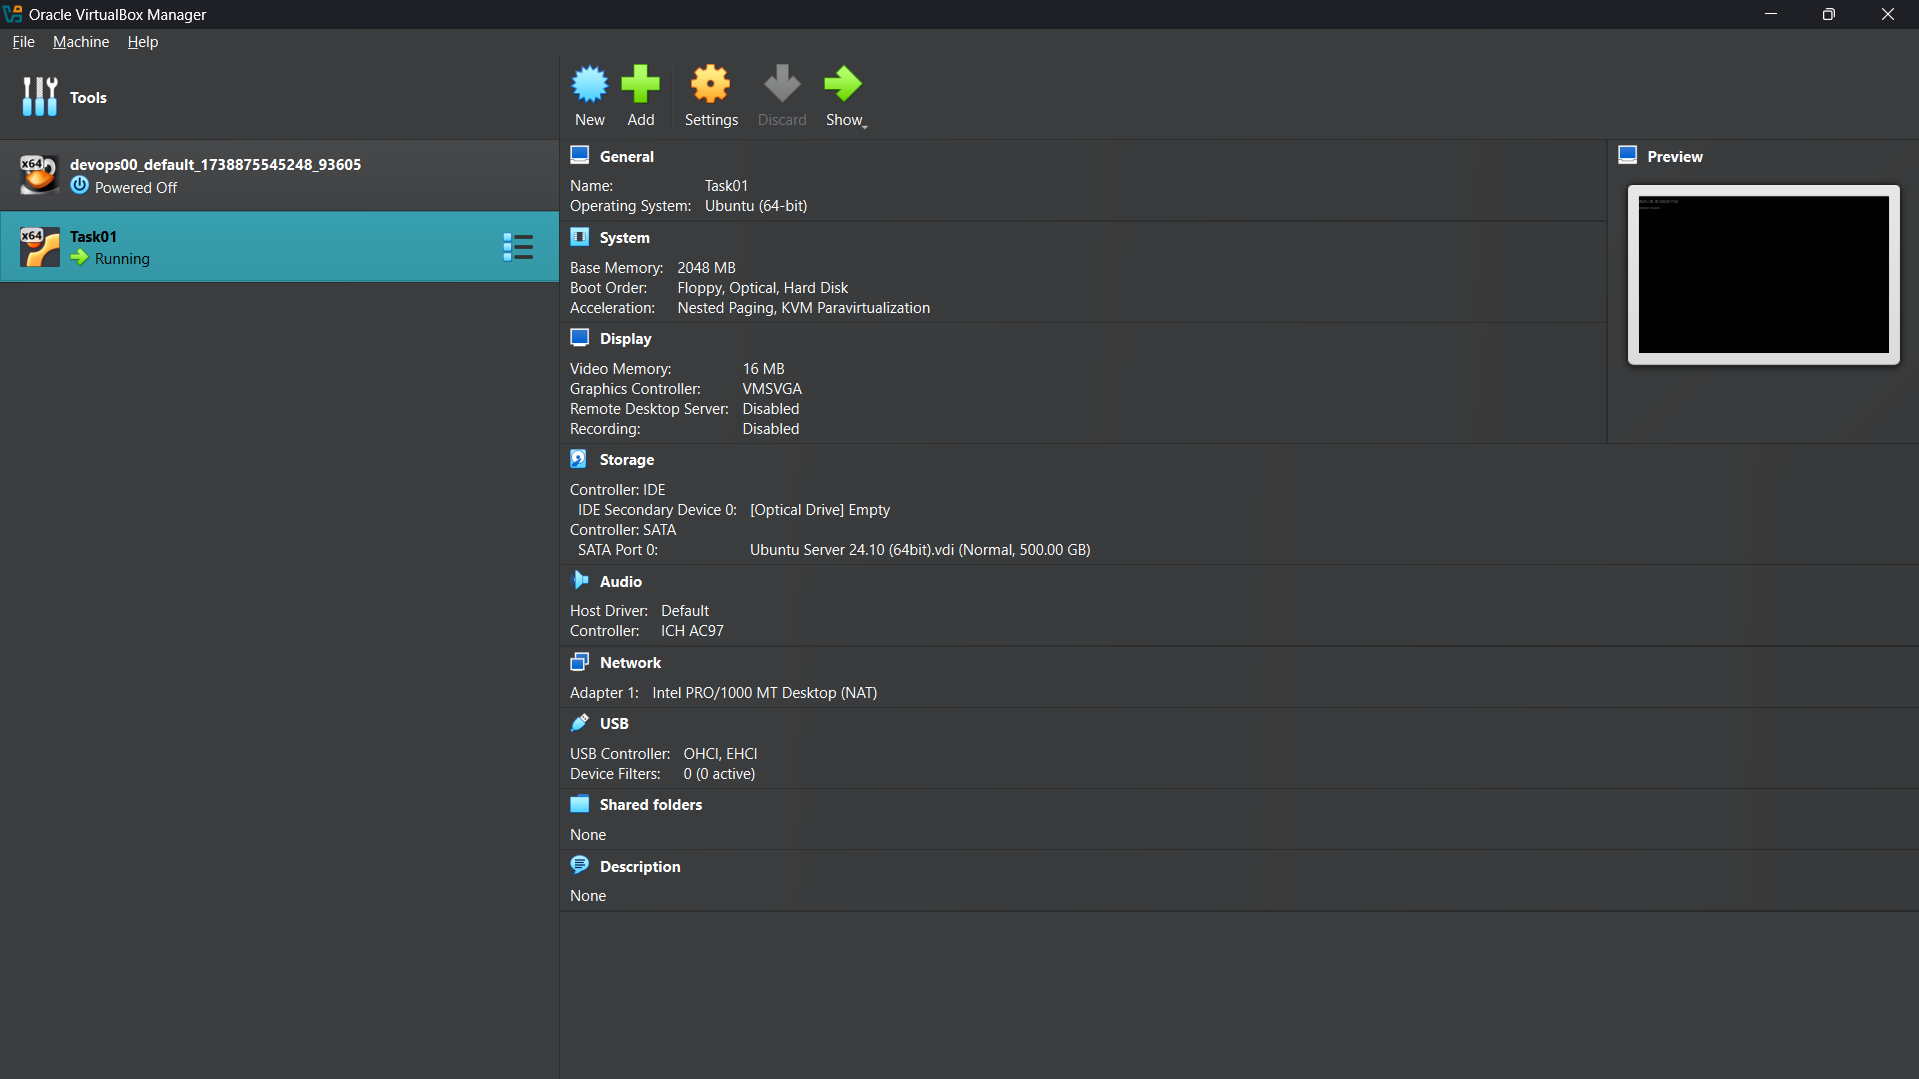 Oracle VirtualBox Manager
File Machine Help
Tools
New Add Settings Discard Show
x64 devops00_default_1738875545248_93605
Powered Off
x64 Task01
Running
General
Name: Task01
Operating System: Ubuntu (64-bit)
System
Base Memory: 2048 MB
Boot Order: Floppy, Optical, Hard Disk
Acceleration: Nested Paging, KVM Paravirtualization
Display
Video Memory: 16 MB
Graphics Controller: VMSVGA
Remote Desktop Server: Disabled
Recording: Disabled
Preview
Storage
Controller: IDE
IDE Secondary Device 0: [Optical Drive] Empty
Controller: SATA
SATA Port 0: Ubuntu Server 24.10 (64bit).vdi (Normal, 500.00 GB)
Audio
Host Driver: Default
Controller: ICH AC97
Network
Adapter 1: Intel PRO/1000 MT Desktop (NAT)
USB
USB Controller: OHCI, EHCI
Device Filters: 0 (0 active)
Shared folders
None
Description
None